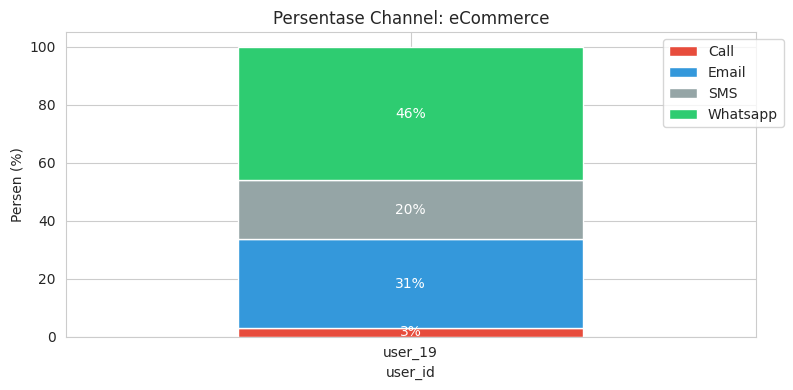 Persentase Channel: eCommerce
100
80
60
40
20
0
Persen (%)
46%
20%
31%
3%
Call
Email
SMS
Whatsapp
user_19
user_id